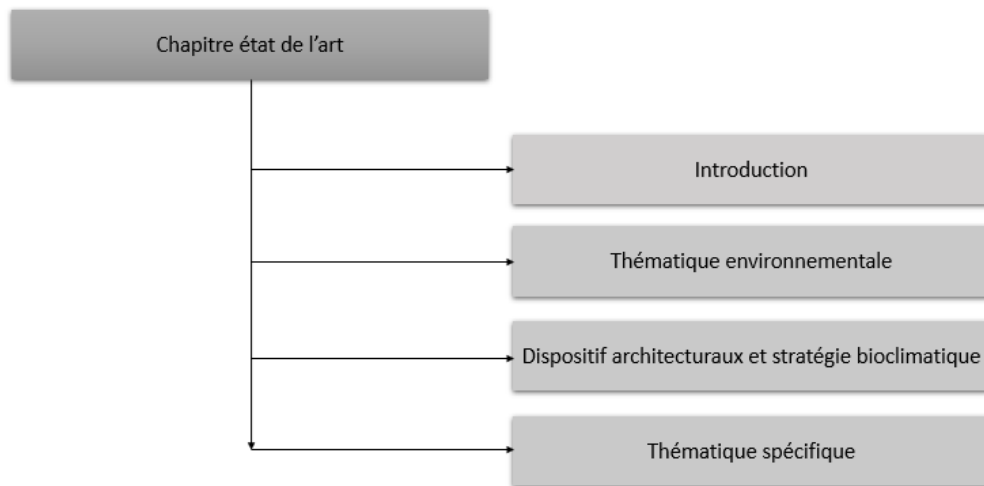 Chapitre état de l’art
Introduction
Thématique environnementale
Dispositif architecturaux et stratégie bioclimatique
Thématique spécifique